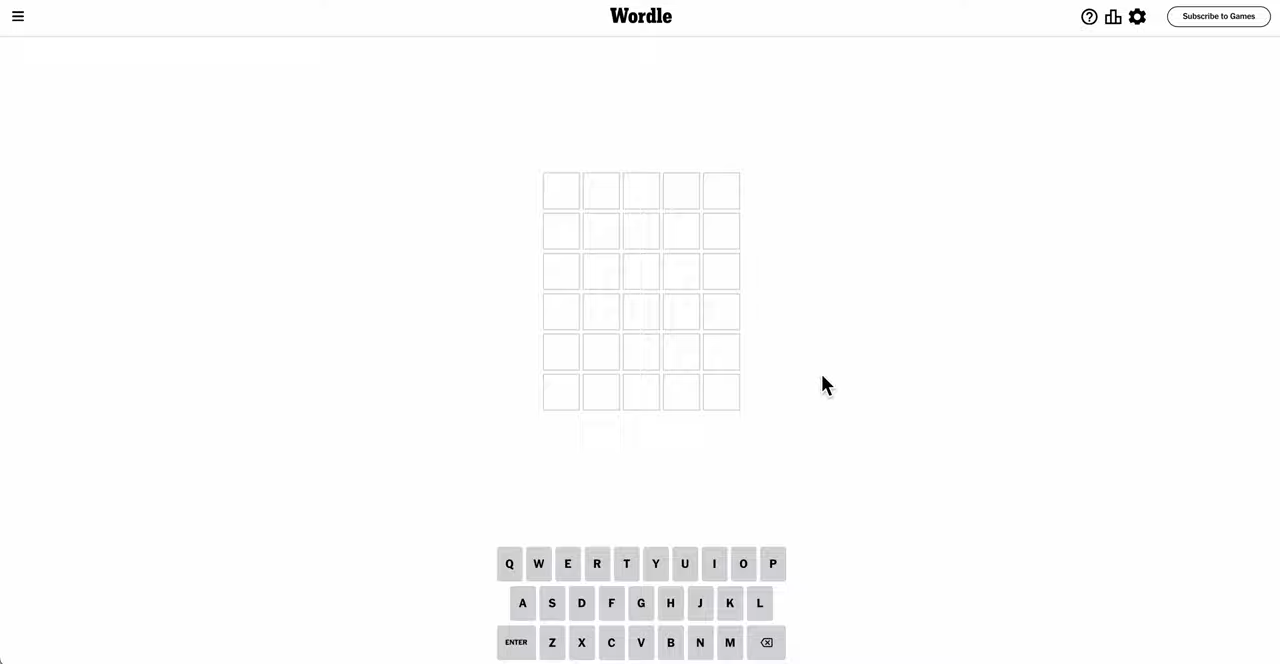 Wordle
Subscribe to Games
Q W E R T Y U I O P
A S D F G H J K L
ENTER Z X C V B N M